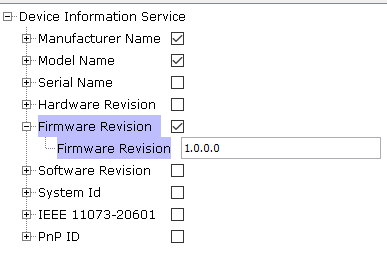 Device Information Service
Manufacturer Name
Model Name
Serial Name
Hardware Revision
Firmware Revision
Firmware Revision 1.0.0.0
Software Revision
System Id
IEEE 11073-20601
PnP ID